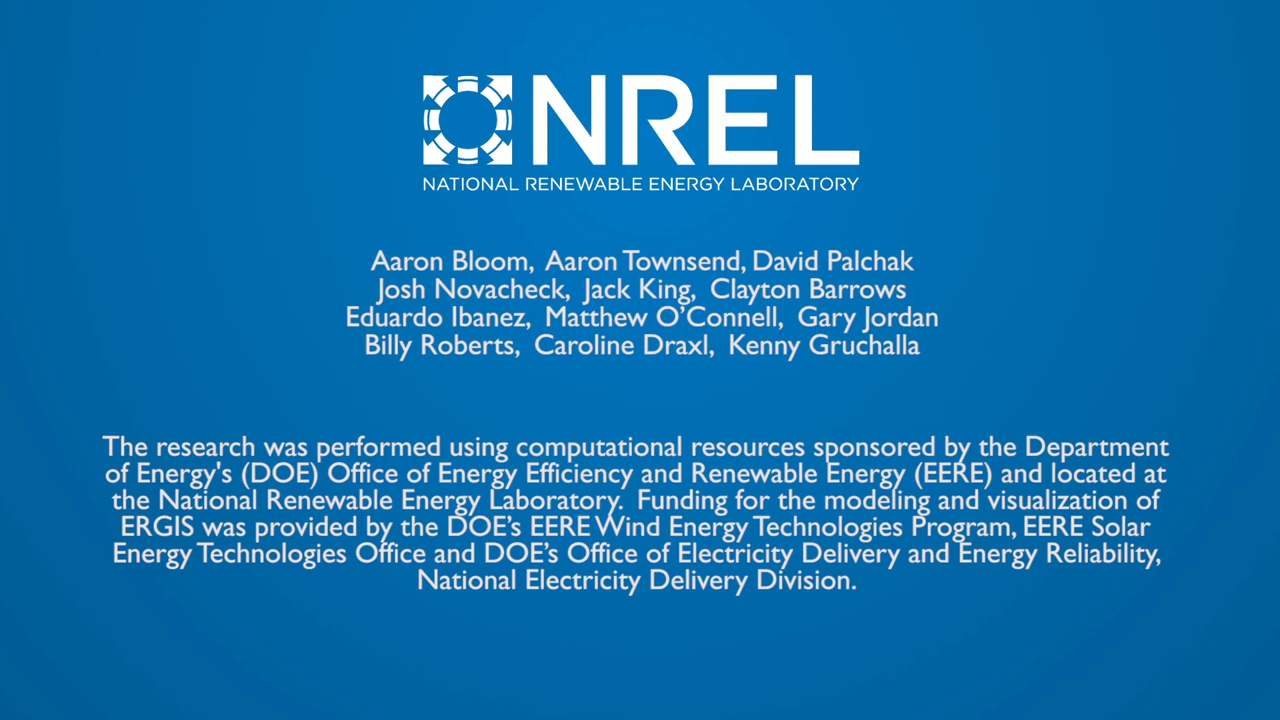 NREL
NATIONAL RENEWABLE ENERGY LABORATORY
Aaron Bloom, Aaron Townsend, David Palchak
Josh Novacheck, Jack King, Clayton Barrows
Eduardo Ibanez, Matthew O’Connell, Gary Jordan
Billy Roberts, Caroline Draxl, Kenny Gruchalla
The research was performed using computational resources sponsored by the Department
of Energy's (DOE) Office of Energy Efficiency and Renewable Energy (EERE) and located at
the National Renewable Energy Laboratory. Funding for the modeling and visualization of
ERGIS was provided by the DOE’s EERE Wind Energy Technologies Program, EERE Solar
Energy Technologies Office and DOE’s Office of Electricity Delivery and Energy Reliability,
National Electricity Delivery Division.